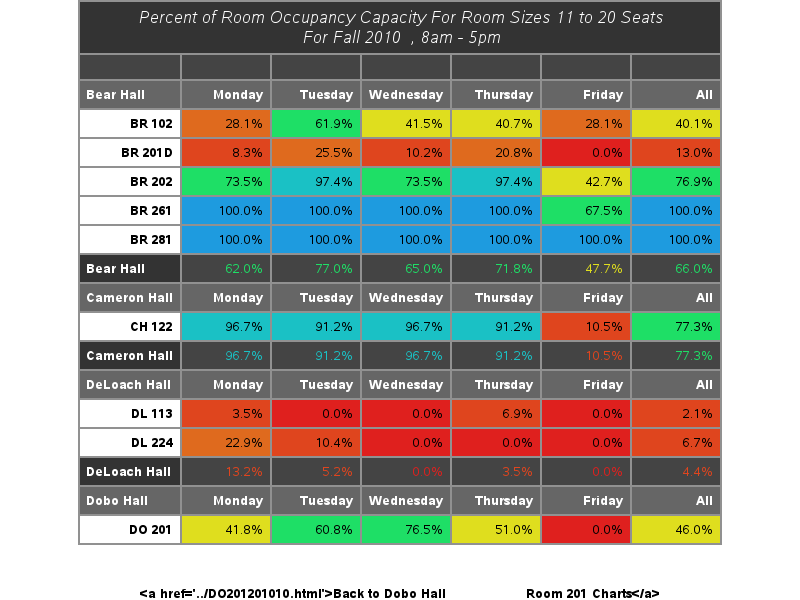 Percent of Room Occupancy Capacity For Room Sizes 11 to 20 Seats
For Fall 2010 , 8am - 5pm
Bear Hall Monday Tuesday Wednesday Thursday Friday All
BR 102 28.1% 61.9% 41.5% 40.7% 28.1% 40.1%
BR 201D 8.3% 25.5% 10.2% 20.8% 0.0% 13.0%
BR 202 73.5% 97.4% 73.5% 97.4% 42.7% 76.9%
BR 261 100.0% 100.0% 100.0% 100.0% 67.5% 100.0%
BR 281 100.0% 100.0% 100.0% 100.0% 100.0% 100.0%
Bear Hall 62.0% 77.0% 65.0% 71.8% 47.7% 66.0%
Cameron Hall Monday Tuesday Wednesday Thursday Friday All
CH 122 96.7% 91.2% 96.7% 91.2% 10.5% 77.3%
Cameron Hall 96.7% 91.2% 96.7% 91.2% 10.5% 77.3%
DeLoach Hall Monday Tuesday Wednesday Thursday Friday All
DL 113 3.5% 0.0% 0.0% 6.9% 0.0% 2.1%
DL 224 22.9% 10.4% 0.0% 0.0% 0.0% 6.7%
DeLoach Hall 13.2% 5.2% 0.0% 3.5% 0.0% 4.4%
Dobo Hall Monday Tuesday Wednesday Thursday Friday All
DO 201 41.8% 60.8% 76.5% 51.0% 0.0% 46.0%
<a href='../DO201201010.html'>Back to Dobo Hall Room 201 Charts</a>